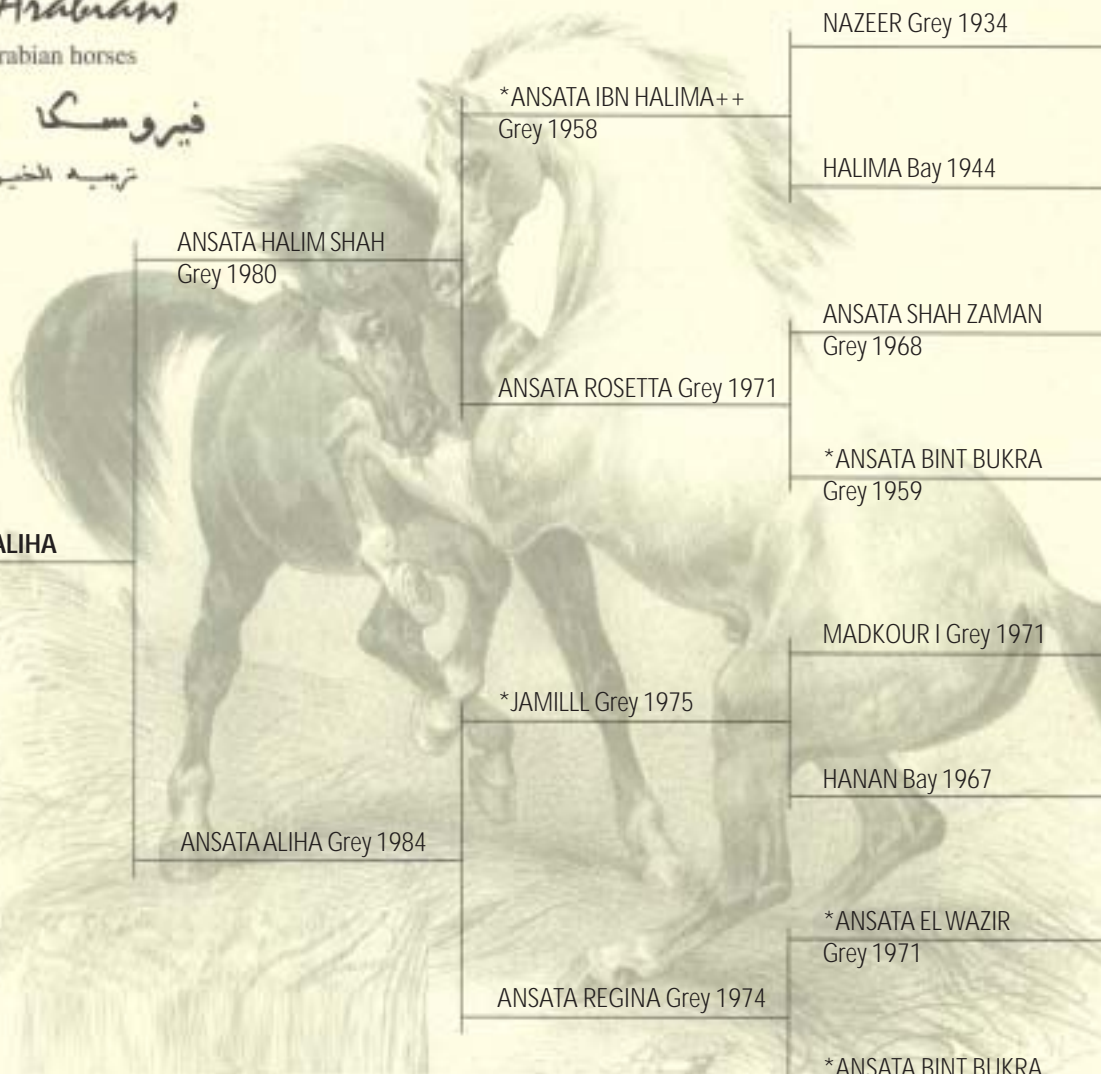 Arabians
rabian horses
فيروسكا
تربية
NAZEER Grey 1934
*ANSATA IBN HALIMA++
Grey 1958
HALIMA Bay 1944
ANSATA HALIM SHAH
Grey 1980
ANSATA SHAH ZAMAN
Grey 1968
ANSATA ROSETTA Grey 1971
*ANSATA BINT BUKRA
Grey 1959
ALIHA
MADKOUR I Grey 1971
*JAMILLL Grey 1975
HANAN Bay 1967
ANSATA ALIHA Grey 1984
*ANSATA EL WAZIR
Grey 1971
ANSATA REGINA Grey 1974
*ANSATA BINT BUKRA